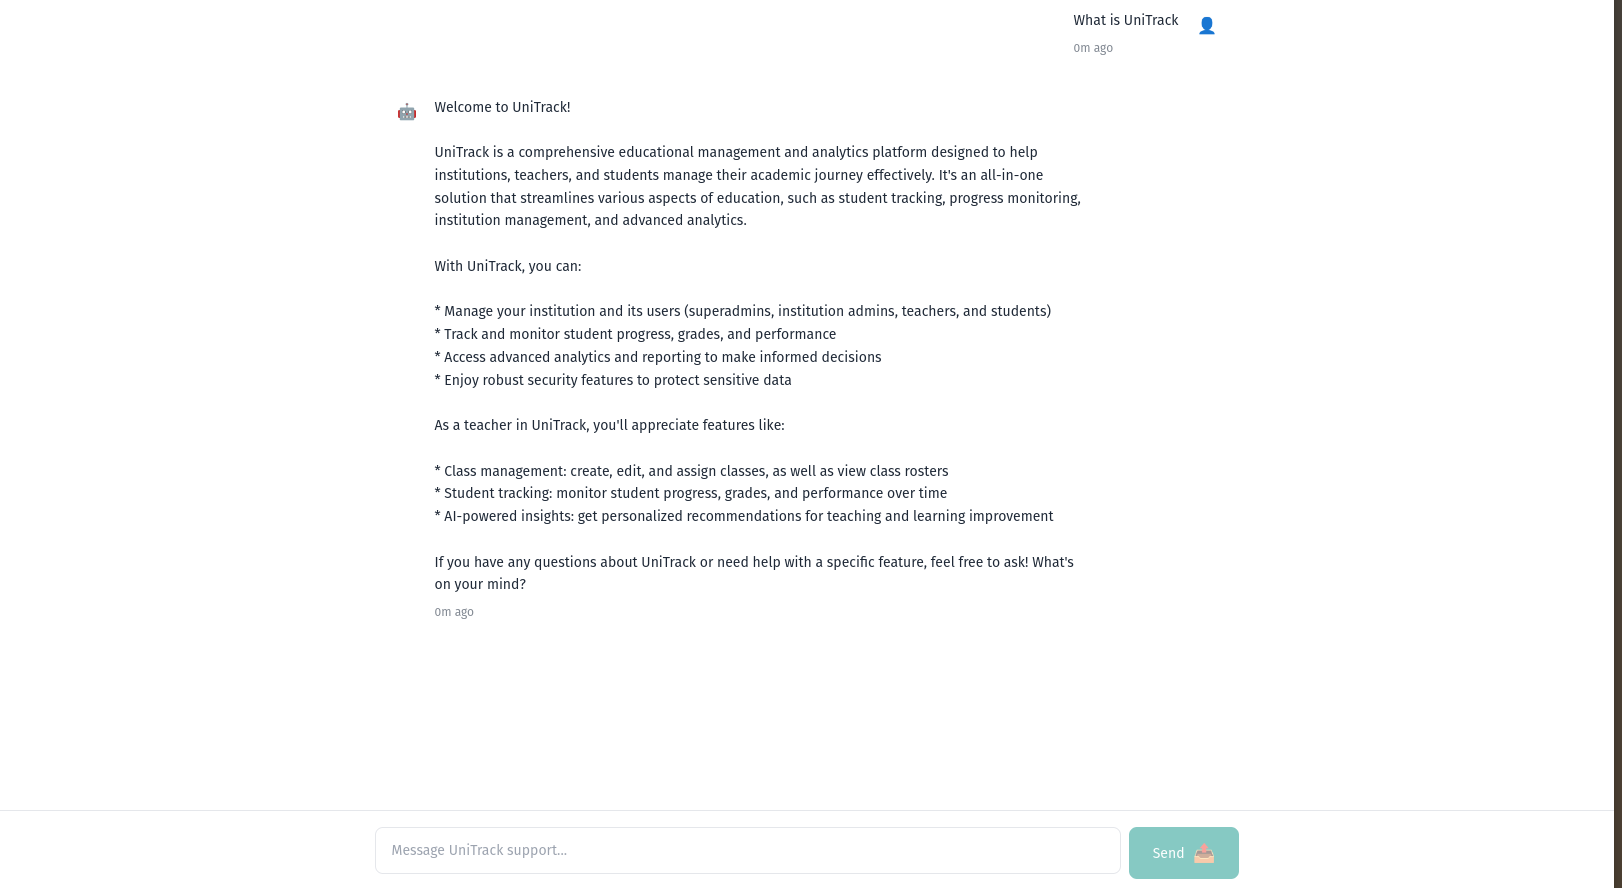 What is UniTrack
0m ago
Welcome to UniTrack!
UniTrack is a comprehensive educational management and analytics platform designed to help
institutions, teachers, and students manage their academic journey effectively. It's an all-in-one
solution that streamlines various aspects of education, such as student tracking, progress monitoring,
institution management, and advanced analytics.
With UniTrack, you can:
* Manage your institution and its users (superadmins, institution admins, teachers, and students)
* Track and monitor student progress, grades, and performance
* Access advanced analytics and reporting to make informed decisions
* Enjoy robust security features to protect sensitive data
As a teacher in UniTrack, you'll appreciate features like:
* Class management: create, edit, and assign classes, as well as view class rosters
* Student tracking: monitor student progress, grades, and performance over time
* AI-powered insights: get personalized recommendations for teaching and learning improvement
If you have any questions about UniTrack or need help with a specific feature, feel free to ask! What's
on your mind?
0m ago
Message UniTrack support...
Send